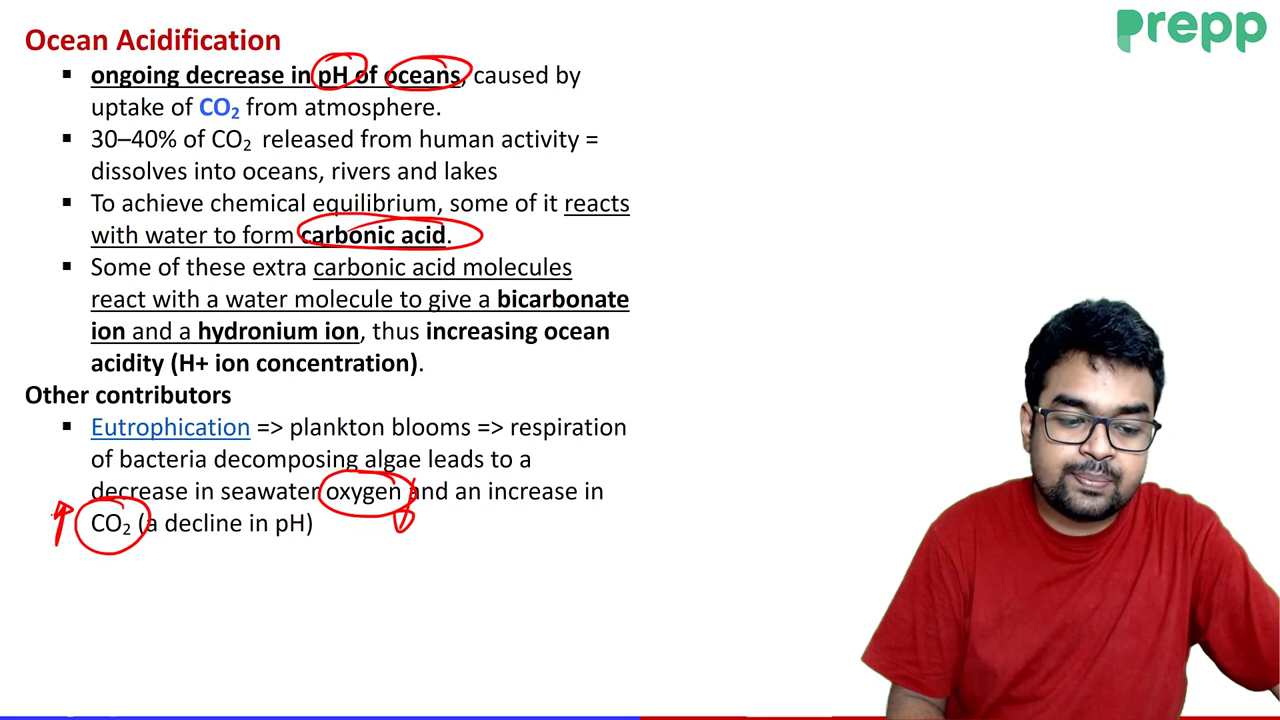 prepp
Ocean Acidification
▪ ongoing decrease in pH of oceans, caused by
uptake of CO₂ from atmosphere.
▪ 30–40% of CO₂ released from human activity =
dissolves into oceans, rivers and lakes
▪ To achieve chemical equilibrium, some of it reacts
with water to form carbonic acid.
▪ Some of these extra carbonic acid molecules
react with a water molecule to give a bicarbonate
ion and a hydronium ion, thus increasing ocean
acidity (H+ ion concentration).
Other contributors
▪ Eutrophication => plankton blooms => respiration
of bacteria decomposing algae leads to a
decrease in seawater oxygen and an increase in
CO₂ (a decline in pH)